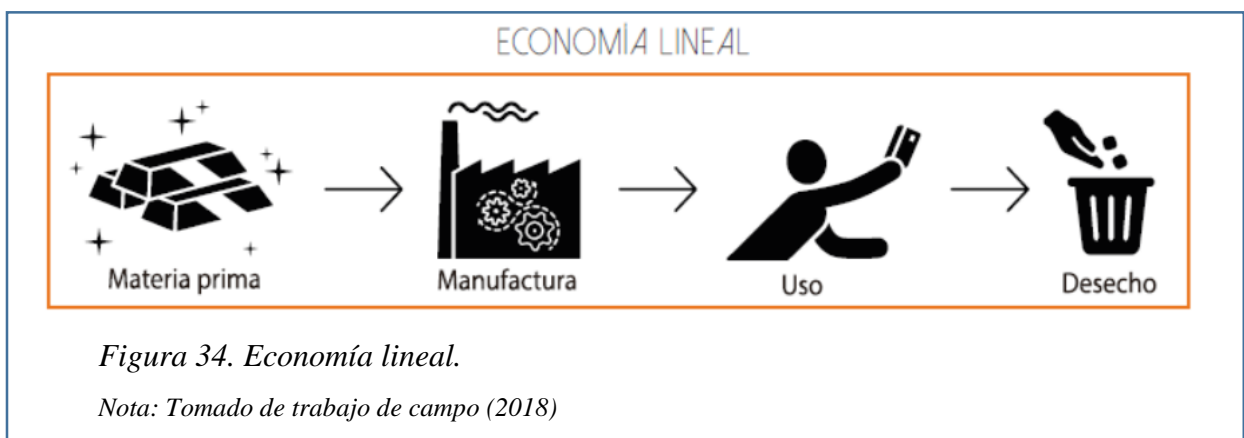 ECONOMÍA LINEAL
Materia prima
Manufactura
Uso
Desecho
Figura 34. Economía lineal.
Nota: Tomado de trabajo de campo (2018)